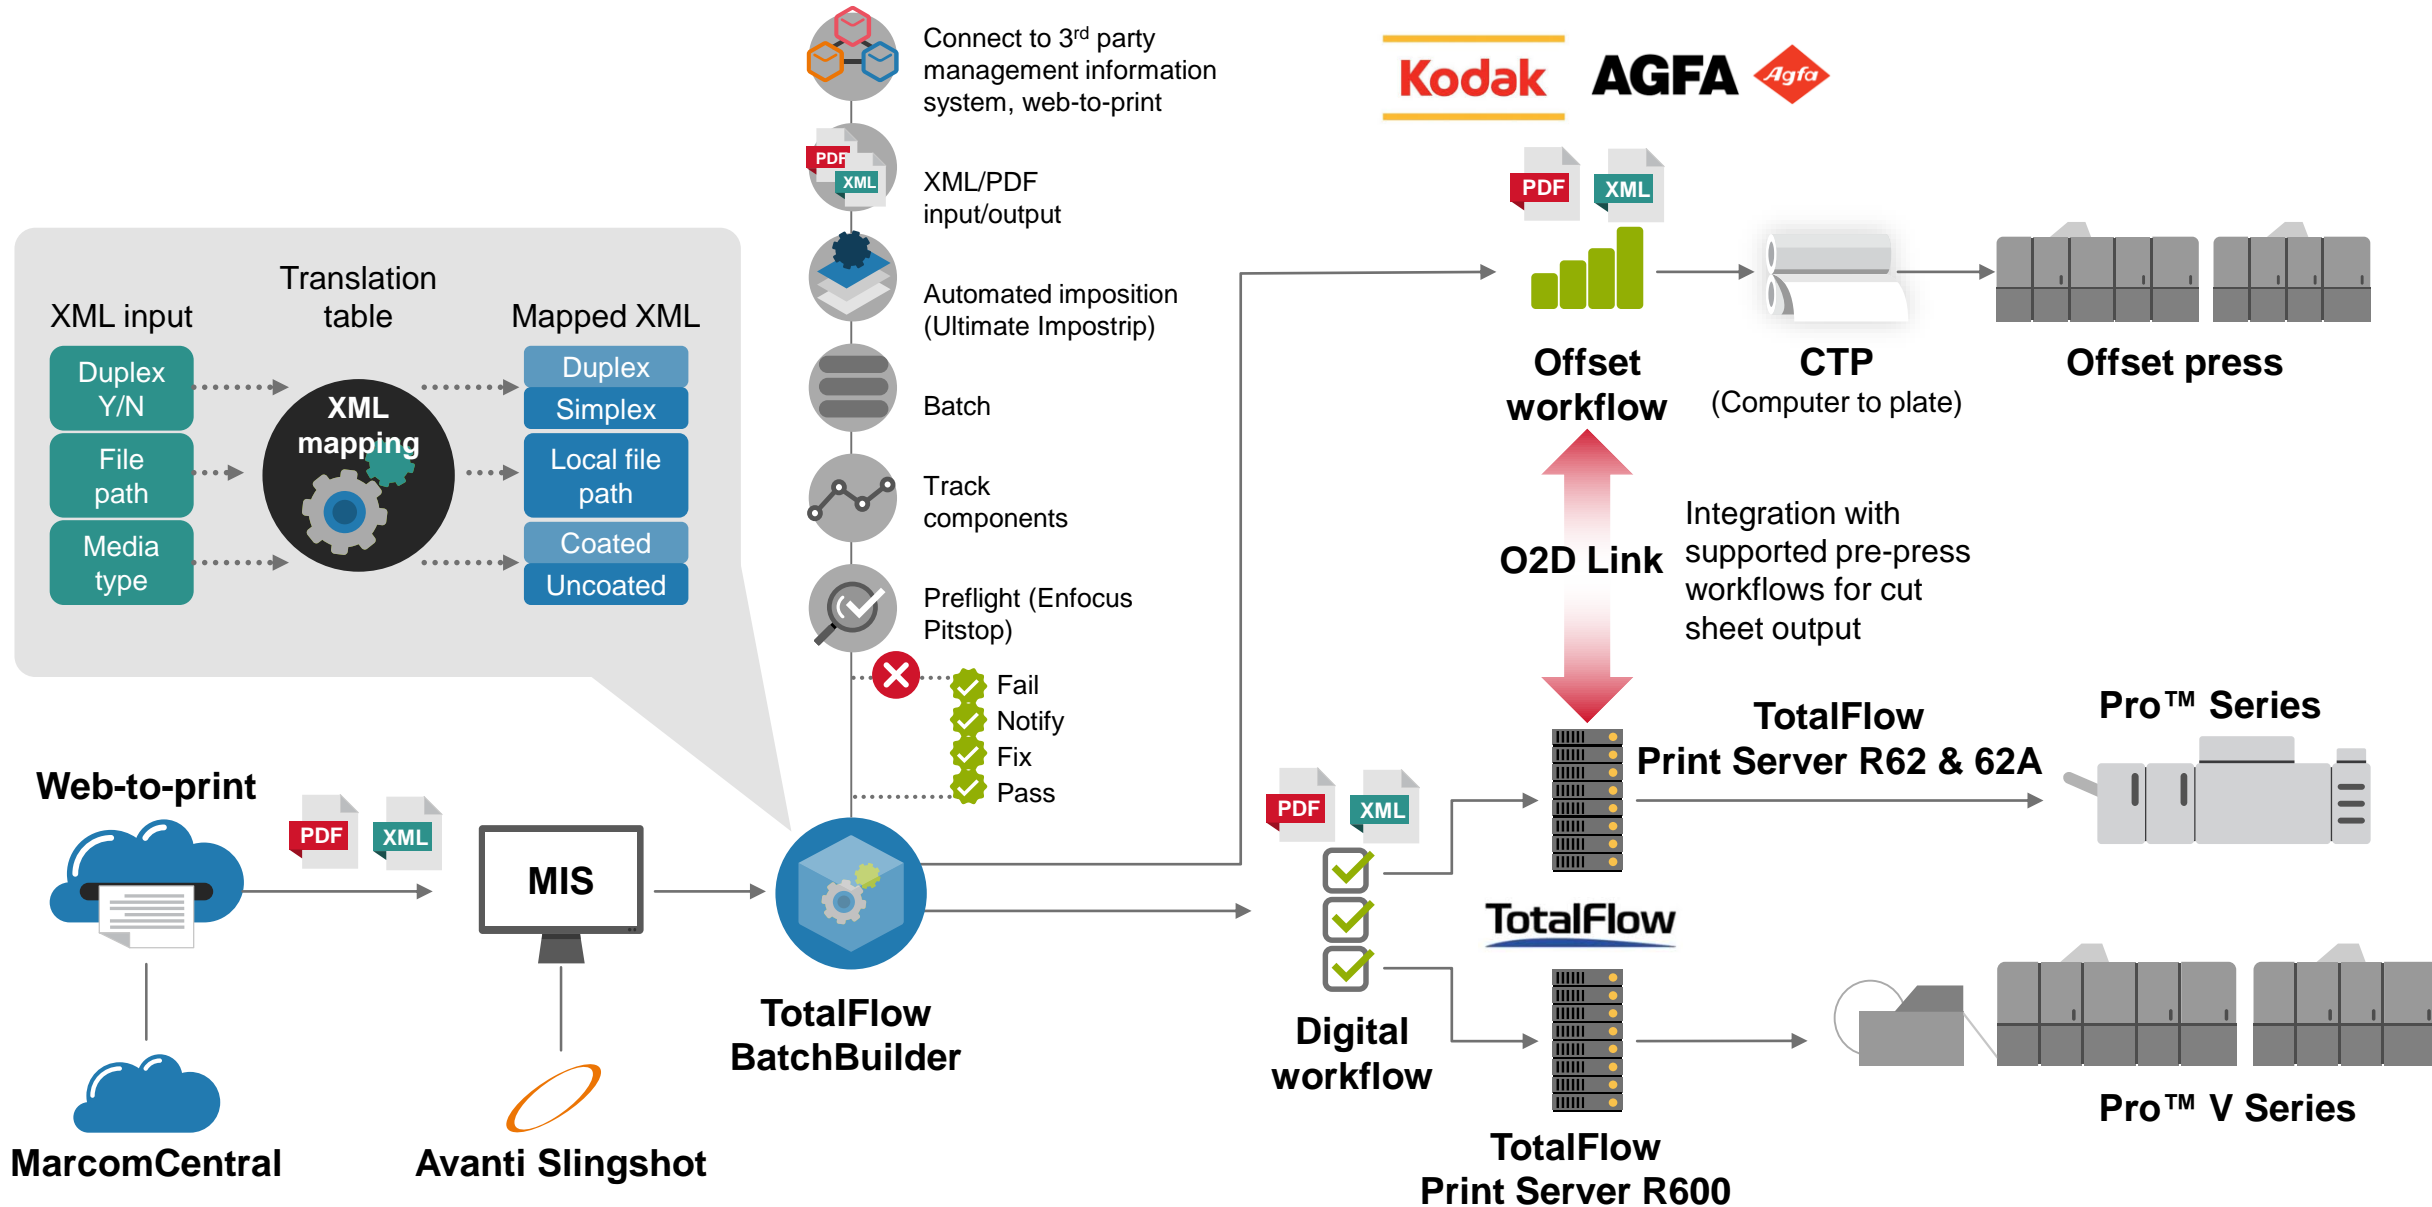 Connect to 3rd party
management information
system, web-to-print
PDF
XML
XML/PDF
input/output
Automated imposition
(Ultimate Impostrip)
Batch
Track
components
Preflight (Enfocus
Pitstop)
Fail
Notify
Fix
Pass
XML input
Translation
table
Mapped XML
Duplex
Y/N
File
path
Media
type
XML
mapping
Duplex
Simplex
Local file
path
Coated
Uncoated
Web-to-print
PDF
XML
MIS
MarcomCentral
Avanti Slingshot
TotalFlow
BatchBuilder
Kodak
AGFA
Agfa
PDF
XML
Offset
workflow
CTP
(Computer to plate)
Offset press
O2D Link
Integration with
supported pre-press
workflows for cut
sheet output
TotalFlow
Print Server R62 & 62A
Pro™ Series
PDF
XML
Digital
workflow
TotalFlow
TotalFlow
Print Server R600
Pro™ V Series